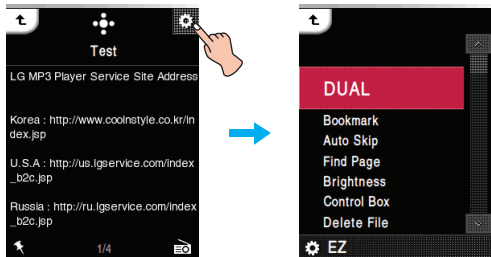 Test
LG MP3 Player Service Site Address
Korea : http://www.coolnstyle.co.kr/in
dex.jsp
U.S.A : http://us.lgservice.com/index
_b2c.jsp
Russia : http://ru.lgservice.com/index
_b2c.jsp
1/4
DUAL
Bookmark
Auto Skip
Find Page
Brightness
Control Box
Delete File
EZ